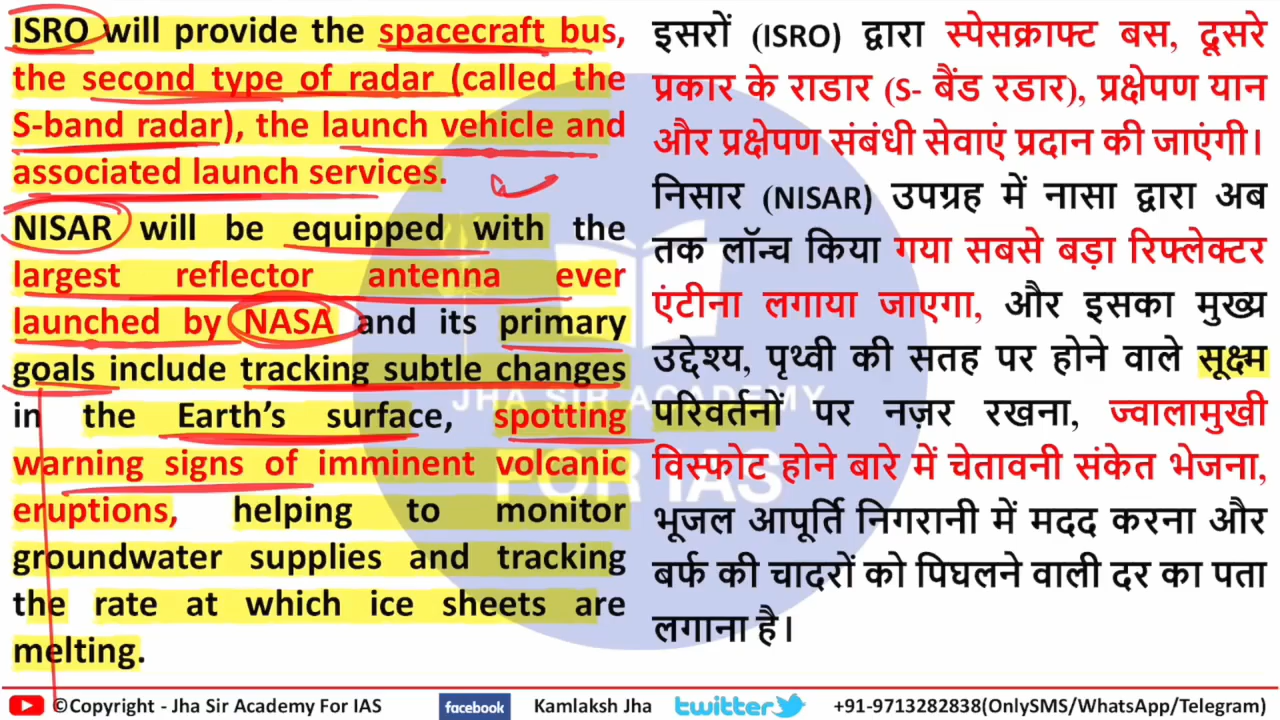 ISRO will provide the spacecraft bus,
the second type of radar (called the
S-band radar), the launch vehicle and
associated launch services.
NISAR will be equipped with the
largest reflector antenna ever
launched by NASA and its primary
goals include tracking subtle changes
in the Earth’s surface, spotting
warning signs of imminent volcanic
eruptions, helping to monitor
groundwater supplies and tracking
the rate at which ice sheets are
melting.
इसरों (ISRO) द्वारा स्पेसक्राफ्ट बस, दूसरे
प्रकार के राडार (S- बैंड रडार), प्रक्षेपण यान
और प्रक्षेपण संबंधी सेवाएं प्रदान की जाएंगी।
निसार (NISAR) उपग्रह में नासा द्वारा अब
तक लॉन्च किया गया सबसे बड़ा रिफ्लेक्टर
एंटीना लगाया जाएगा, और इसका मुख्य
उद्देश्य, पृथ्वी की सतह पर होने वाले सूक्ष्म
परिवर्तनों पर नज़र रखना, ज्वालामुखी
विस्फोट होने बारे में चेतावनी संकेत भेजना,
भूजल आपूर्ति निगरानी में मदद करना और
बर्फ की चादरों को पिघलने वाली दर का पता
लगाना है।
JHA SIR ACADEMY
FOR IAS
©Copyright - Jha Sir Academy For IAS
facebook
Kamlaksh Jha
twitter
+91-9713282838(OnlySMS/WhatsApp/Telegram)